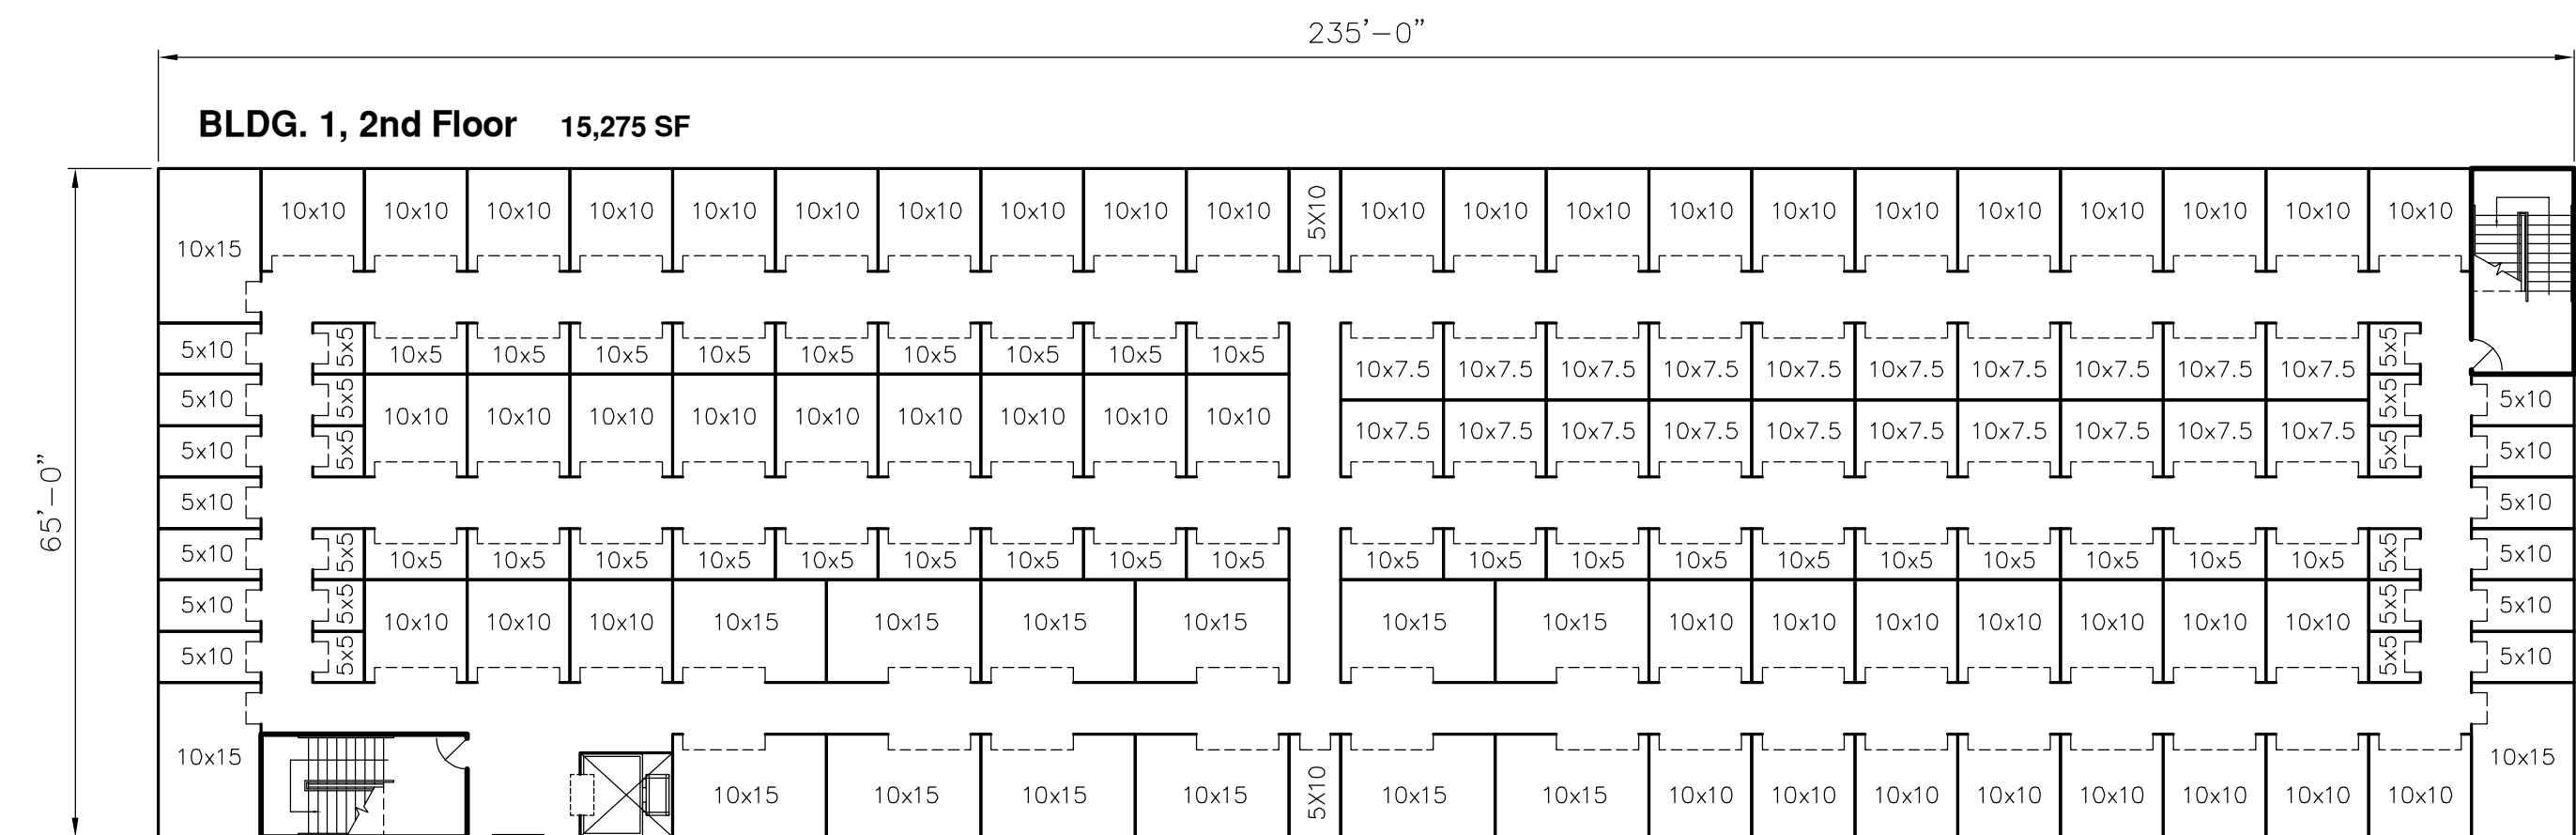 235'-0"
BLDG. 1, 2nd Floor 15,275 SF
10x10 10x10 10x10 10x10 10x10 10x10 10x10 10x10 10x10 10x10 5X10 10x10 10x10 10x10 10x10 10x10 10x10 10x10 10x10 10x10 10x10 10x10
10x15
5x10 5x5 10x5 10x5 10x5 10x5 10x5 10x5 10x5 10x5 10x5 5x5
10x7.5 10x7.5 10x7.5 10x7.5 10x7.5 10x7.5 10x7.5 10x7.5 10x7.5 10x7.5
5x10 5x5 5x5 5x10
10x10 10x10 10x10 10x10 10x10 10x10 10x10 10x10 10x10
10x7.5 10x7.5 10x7.5 10x7.5 10x7.5 10x7.5 10x7.5 10x7.5 10x7.5 10x7.5
5x10 5x5 5x5 5x10
65'-0"
5x10 5x10
5x10 5x5 10x5 10x5 10x5 10x5 10x5 10x5 10x5 10x5 10x5 10x5 10x5 10x5 10x5 10x5 10x5 10x5 10x5 10x5 10x5 5x5 5x10
5x10 5x5 5x5 5x10
10x10 10x10 10x10 10x15 10x15 10x15 10x15 10x15 10x15 10x10 10x10 10x10 10x10 10x10 10x10 10x10
5x10 5x5 5x5 5x10
10x15 10x15
10x15 10x15 10x15 10x15 5X10 10x15 10x15 10x10 10x10 10x10 10x10 10x10 10x10 10x10 10x10